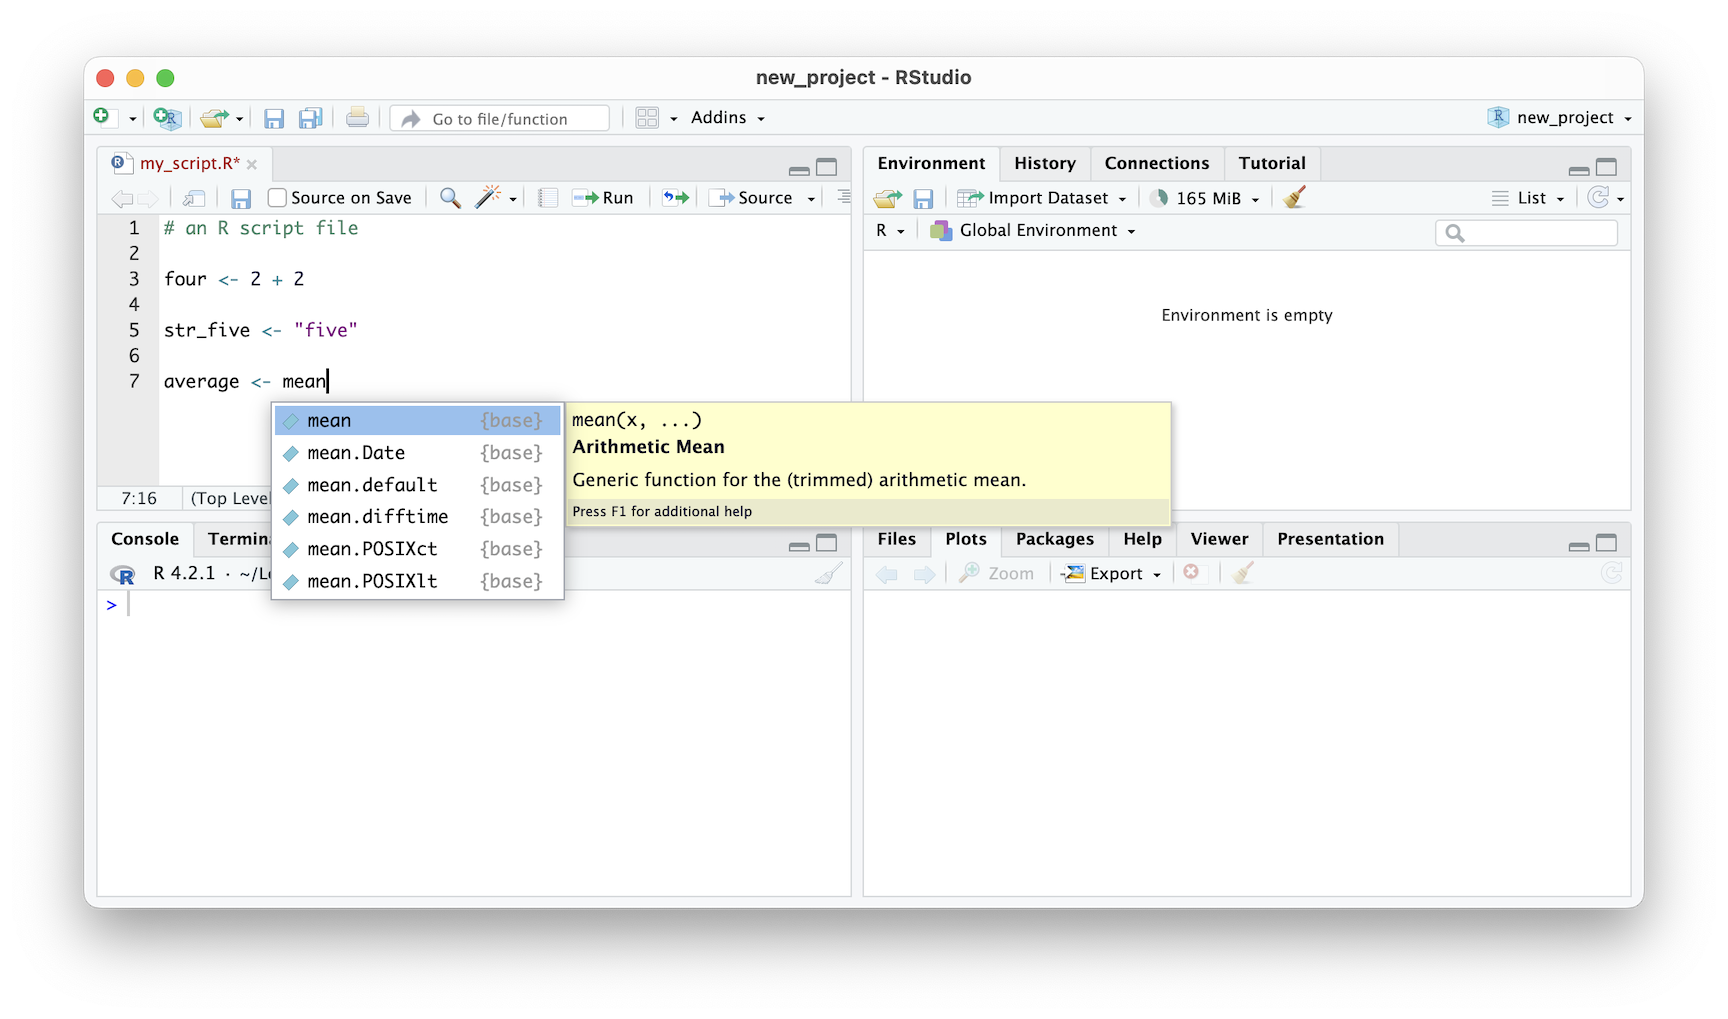 new_project - RStudio
Go to file/function
Addins
new_project
my_script.R*
Source on Save
Run
Source
1 # an R script file
2
3 four <- 2 + 2
4
5 str_five <- "five"
6
7 average <- mean
mean {base}
mean.Date {base}
mean.default {base}
mean.difftime {base}
mean.POSIXct {base}
mean.POSIXlt {base}
mean(x, ...)
Arithmetic Mean
Generic function for the (trimmed) arithmetic mean.
Press F1 for additional help
7:16 (Top Level
Console Termina
R 4.2.1 · ~/L
>
Environment History Connections Tutorial
Import Dataset 165 MiB List
R Global Environment
Environment is empty
Files Plots Packages Help Viewer Presentation
Zoom Export